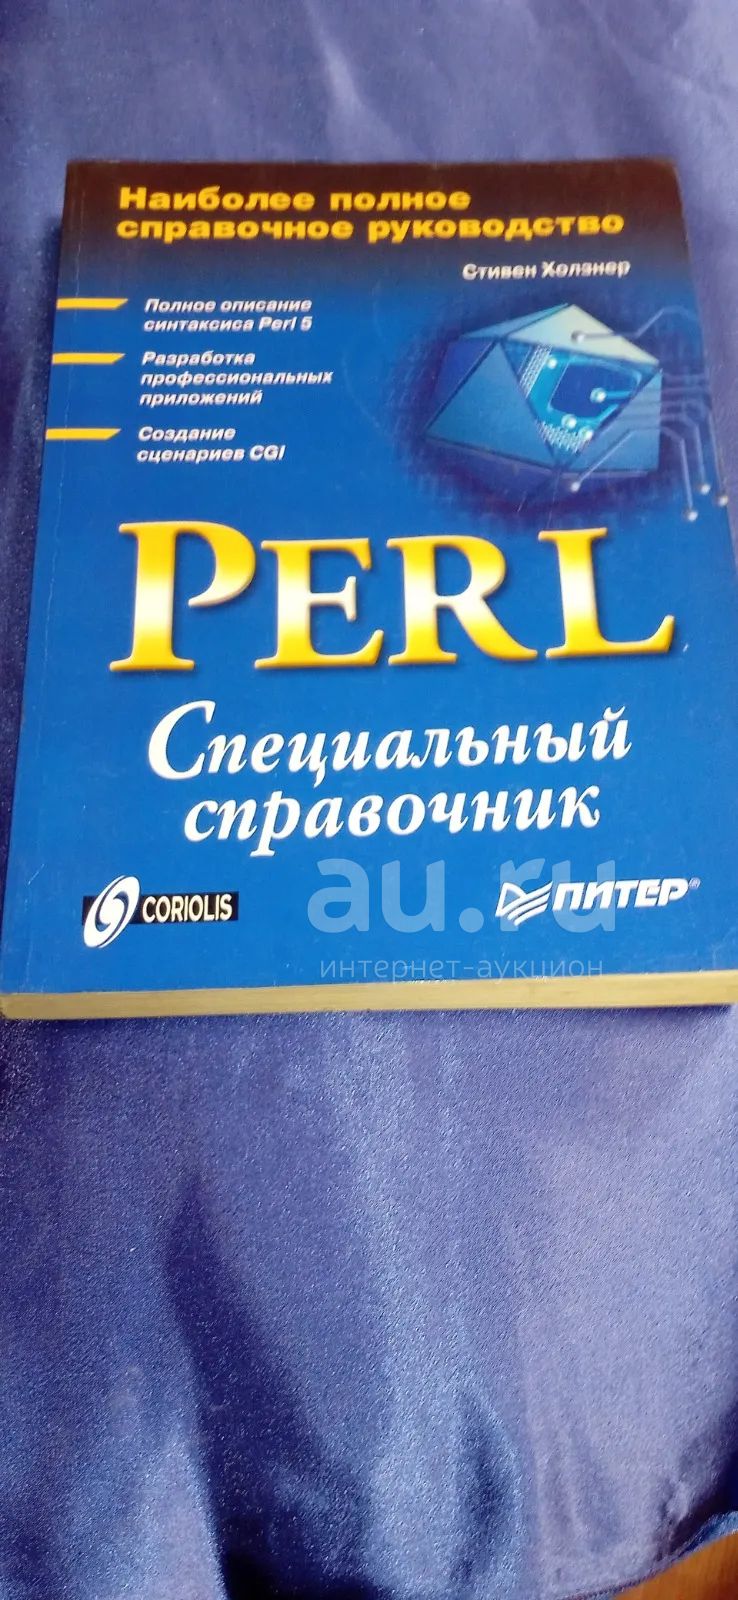 Наиболее полное
справочное руководство
Стивен Холзнер
Полное описание
синтаксиса Perl 5
Разработка
профессиональных
приложений
Создание
сценариев CGI
PERL
Специальный
справочник
CORIOLIS
ПИТЕР®
au.ru
интернет-аукцион